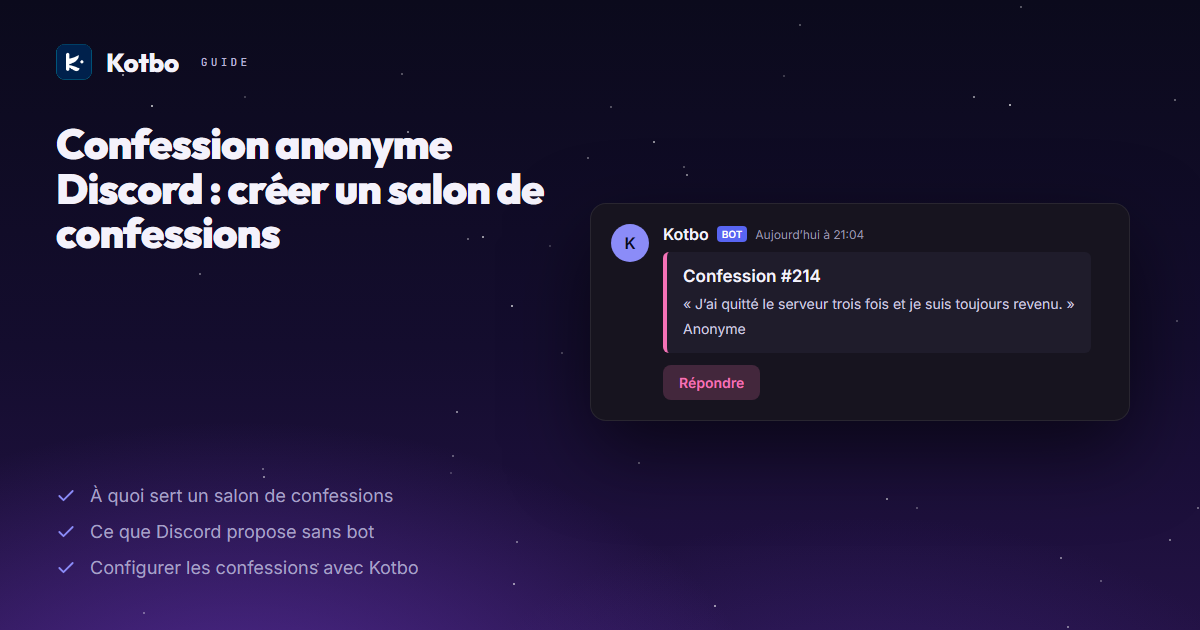 Kotbo GUIDE
Confession anonyme
Discord : créer un salon de
confessions
K
Kotbo BOT Aujourd’hui à 21:04
Confession #214
« J’ai quitté le serveur trois fois et je suis toujours revenu. »
Anonyme
Répondre
À quoi sert un salon de confessions
Ce que Discord propose sans bot
Configurer les confessions avec Kotbo